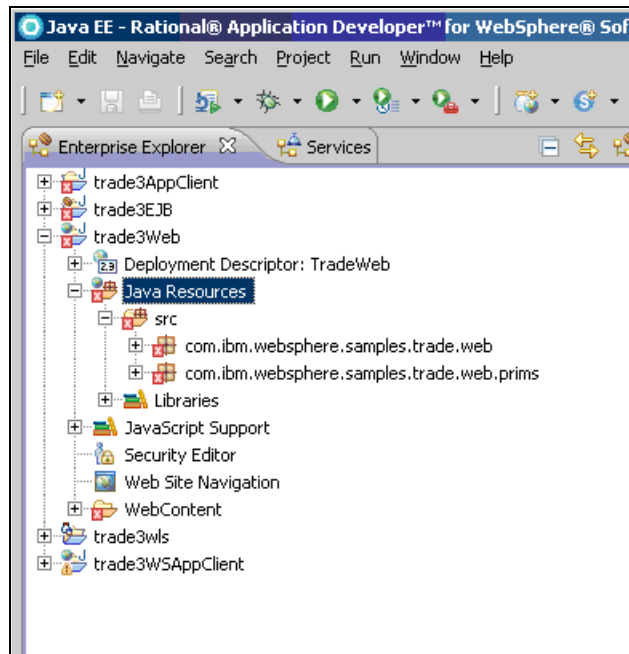 Java EE - Rational® Application Developer™ for WebSphere® Sof
File Edit Navigate Search Project Run Window Help
Enterprise Explorer Services
trade3AppClient
trade3EJB
trade3Web
2.3 Deployment Descriptor: TradeWeb
Java Resources
src
com.ibm.websphere.samples.trade.web
com.ibm.websphere.samples.trade.web.prims
Libraries
JavaScript Support
Security Editor
Web Site Navigation
WebContent
trade3wls
trade3WSAppClient